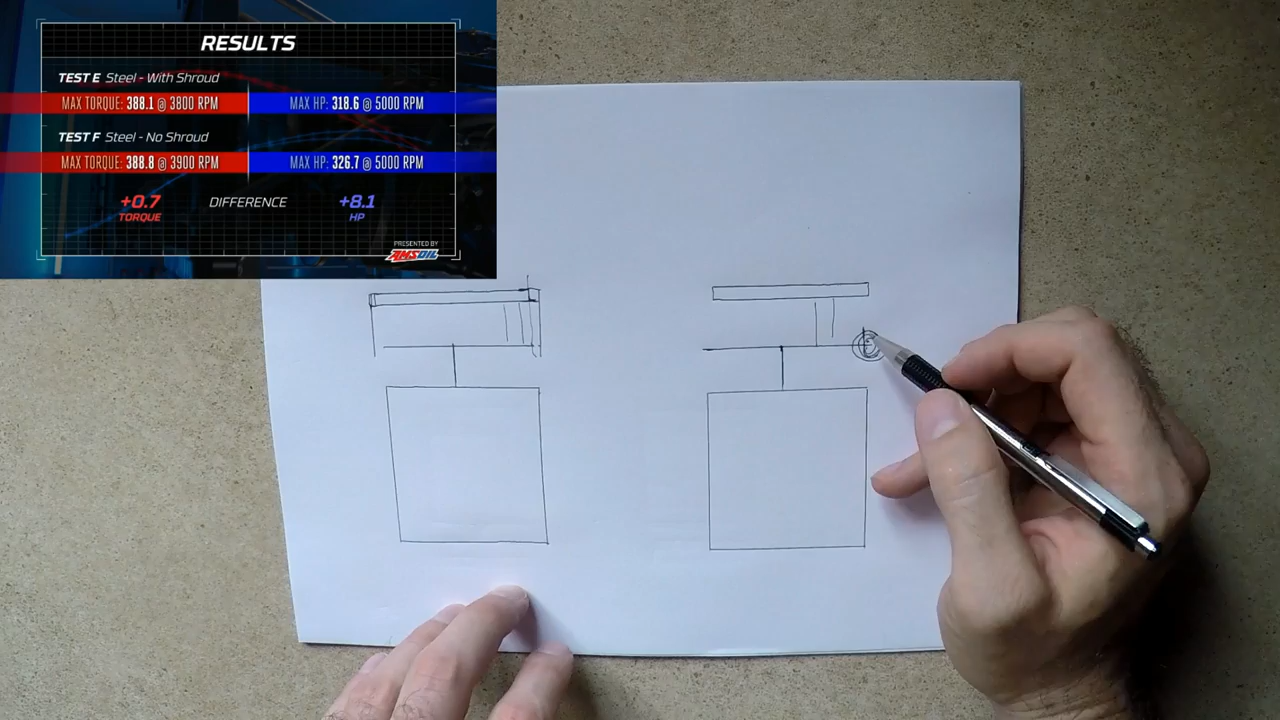 RESULTS
TEST E Steel - With Shroud
MAX TORQUE: 388.1 @ 3800 RPM MAX HP: 318.6 @ 5000 RPM
TEST F Steel - No Shroud
MAX TORQUE: 388.8 @ 3900 RPM MAX HP: 326.7 @ 5000 RPM
+0.7 DIFFERENCE +8.1
TORQUE HP
PRESENTED BY
AMSOIL